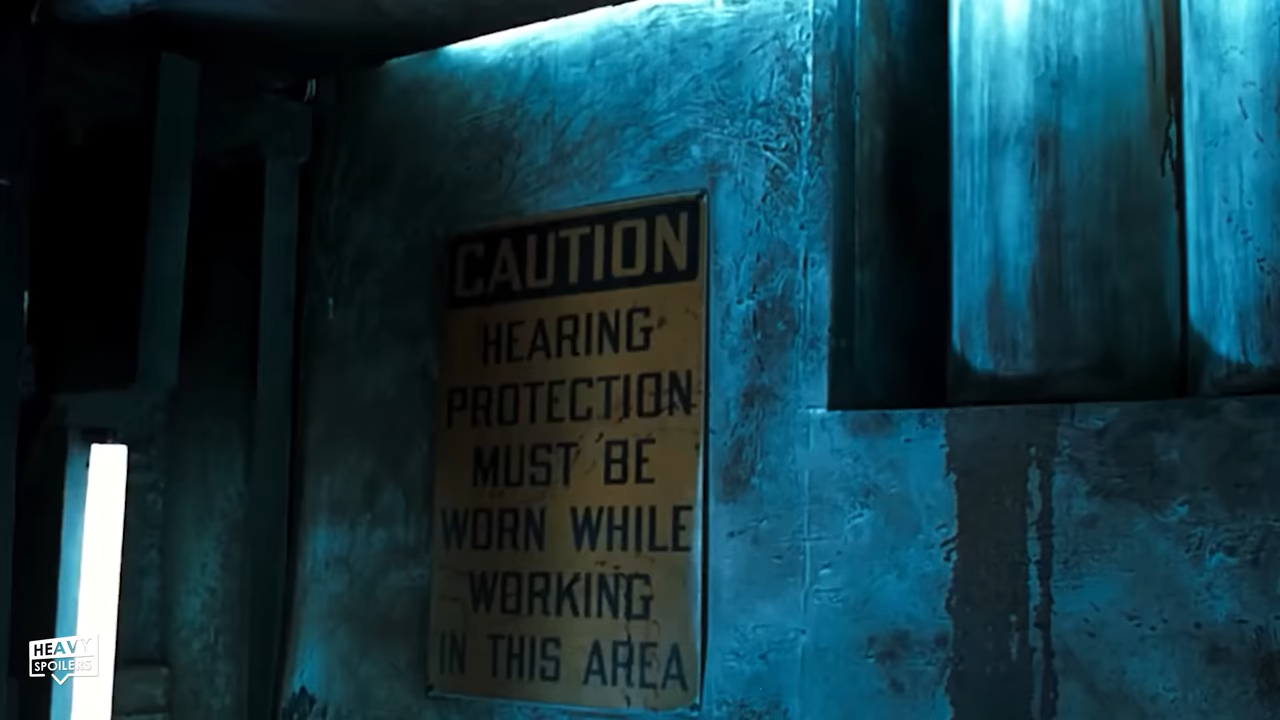 CAUTION
HEARING
PROTECTION
MUST BE
WORN WHILE
WORKING
IN THIS AREA
HEAVY
SPOILERS